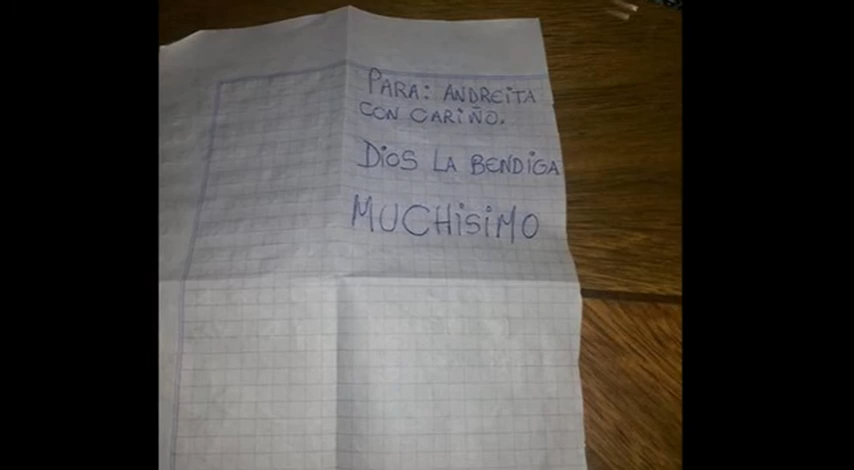 PARA: ANDREITA
CON CARIÑO.
DIOS LA BENDIGA
MUCHISIMO